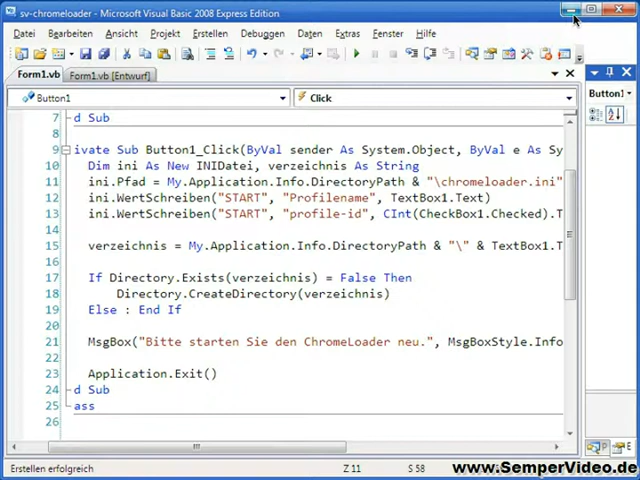 sv-chromeloader - Microsoft Visual Basic 2008 Express Edition
Datei Bearbeiten Ansicht Projekt Erstellen Debuggen Daten Extras Fenster Hilfe
Form1.vb Form1.vb [Entwurf]
Button1 Click
Button1
7 d Sub
8
9 ivate Sub Button1_Click(ByVal sender As System.Object, ByVal e As Sy
10 Dim ini As New INIDatei, verzeichnis As String
11 ini.Pfad = My.Application.Info.DirectoryPath & "\chromeloader.ini"
12 ini.WertSchreiben("START", "Profilename", TextBox1.Text)
13 ini.WertSchreiben("START", "profile-id", CInt(CheckBox1.Checked).T
14
15 verzeichnis = My.Application.Info.DirectoryPath & "\" & TextBox1.T
16
17 If Directory.Exists(verzeichnis) = False Then
18 Directory.CreateDirectory(verzeichnis)
19 Else : End If
20
21 MsgBox("Bitte starten Sie den ChromeLoader neu.", MsgBoxStyle.Info
22
23 Application.Exit()
24 d Sub
25 ass
26
Erstellen erfolgreich Z 11 S 58
www.SemperVideo.de